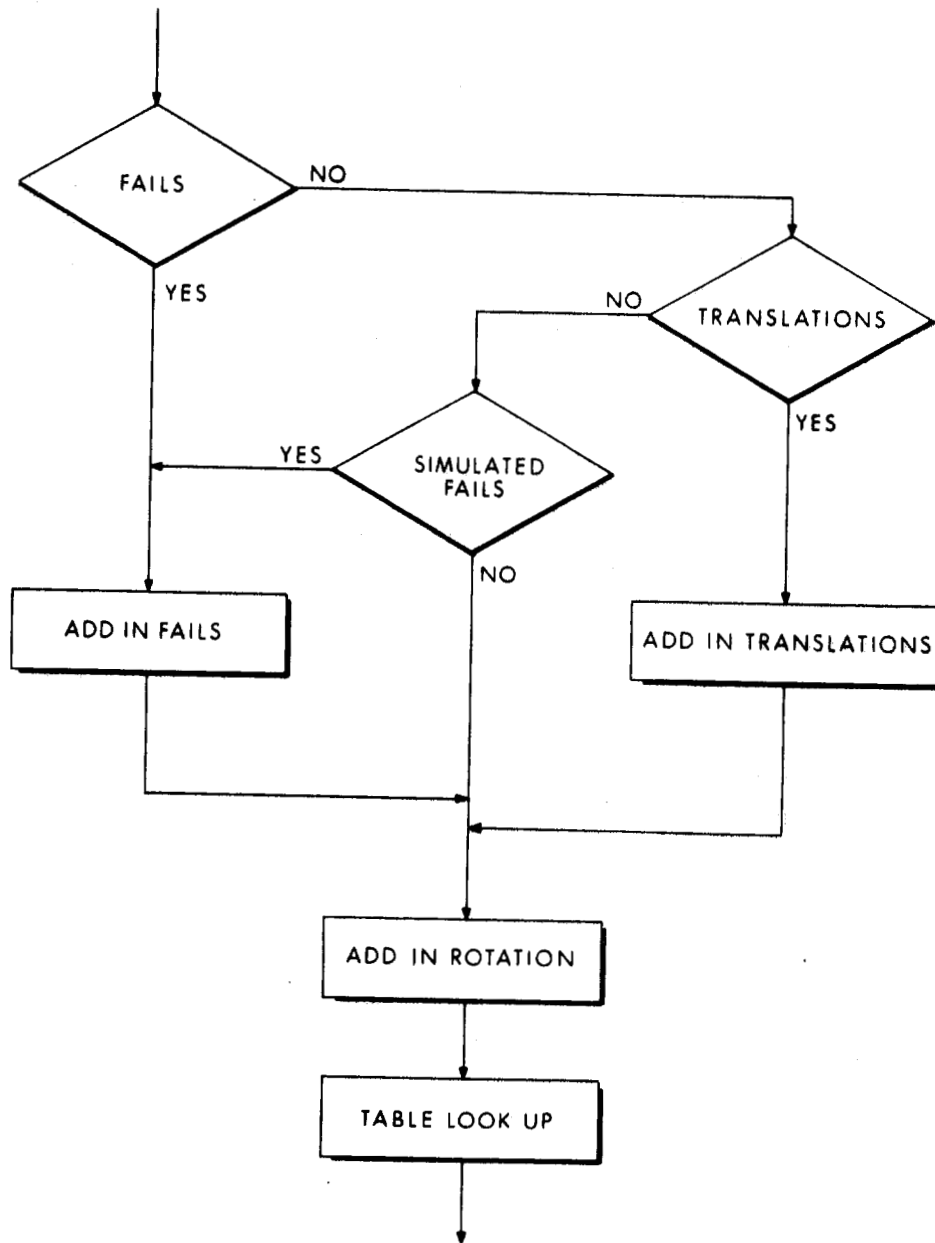 FAILS
NO
YES
NO
TRANSLATIONS
YES
YES
SIMULATED
FAILS
NO
ADD IN FAILS
ADD IN TRANSLATIONS
ADD IN ROTATION
TABLE LOOK UP